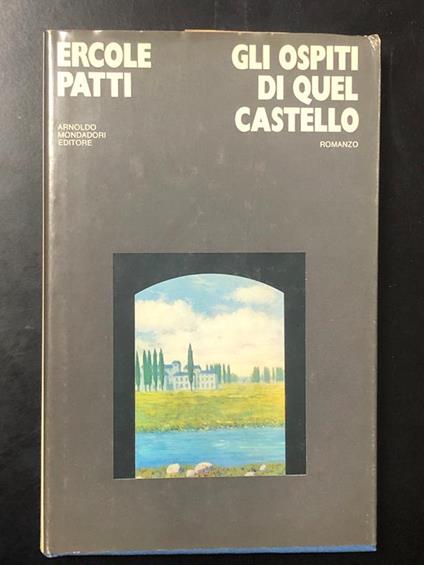 ERCOLE
PATTI
ARNOLDO
MONDADORI
EDITORE
GLI OSPITI
DI QUEL
CASTELLO
ROMANZO